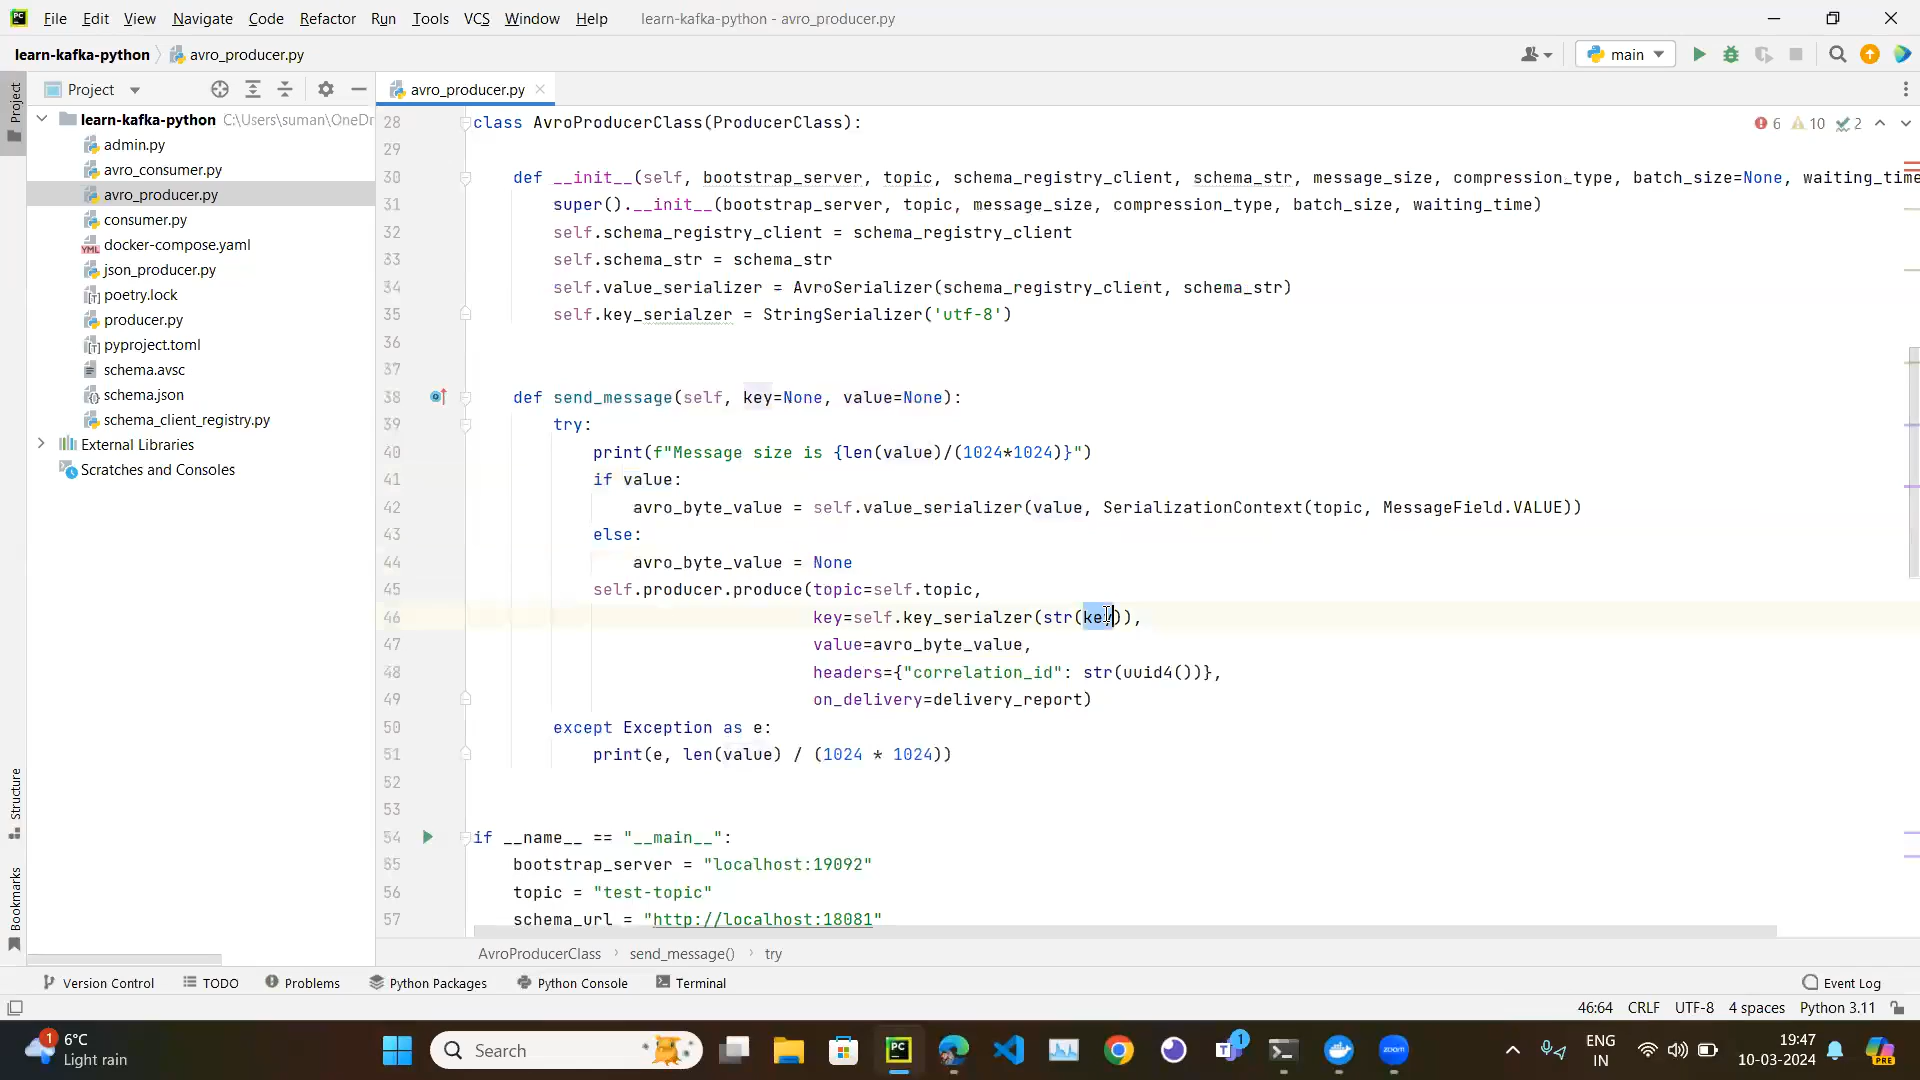 PC File Edit View Navigate Code Refactor Run Tools VCS Window Help learn-kafka-python - avro_producer.py
learn-kafka-python avro_producer.py main
Project
Project
avro_producer.py
learn-kafka-python C:\Users\suman\OneDr
admin.py
avro_consumer.py
avro_producer.py
consumer.py
docker-compose.yaml
json_producer.py
poetry.lock
producer.py
pyproject.toml
schema.avsc
schema.json
schema_client_registry.py
External Libraries
Scratches and Consoles
Structure
Bookmarks
6 10 2
28 class AvroProducerClass(ProducerClass):
29
30 def __init__(self, bootstrap_server, topic, schema_registry_client, schema_str, message_size, compression_type, batch_size=None, waiting_time
31 super().__init__(bootstrap_server, topic, message_size, compression_type, batch_size, waiting_time)
32 self.schema_registry_client = schema_registry_client
33 self.schema_str = schema_str
34 self.value_serializer = AvroSerializer(schema_registry_client, schema_str)
35 self.key_serialzer = StringSerializer('utf-8')
36
37
38 def send_message(self, key=None, value=None):
39 try:
40 print(f"Message size is {len(value)/(1024*1024)}")
41 if value:
42 avro_byte_value = self.value_serializer(value, SerializationContext(topic, MessageField.VALUE))
43 else:
44 avro_byte_value = None
45 self.producer.produce(topic=self.topic,
46 key=self.key_serialzer(str(key)),
47 value=avro_byte_value,
48 headers={"correlation_id": str(uuid4())},
49 on_delivery=delivery_report)
50 except Exception as e:
51 print(e, len(value) / (1024 * 1024))
52
53
54 if __name__ == "__main__":
55 bootstrap_server = "localhost:19092"
56 topic = "test-topic"
57 schema_url = "http://localhost:18081"
AvroProducerClass send_message() try
Version Control TODO Problems Python Packages Python Console Terminal Event Log
46:64 CRLF UTF-8 4 spaces Python 3.11
1 6°C
Light rain
Search
PC
1
zoom
ENG
IN
19:47
10-03-2024
PRE